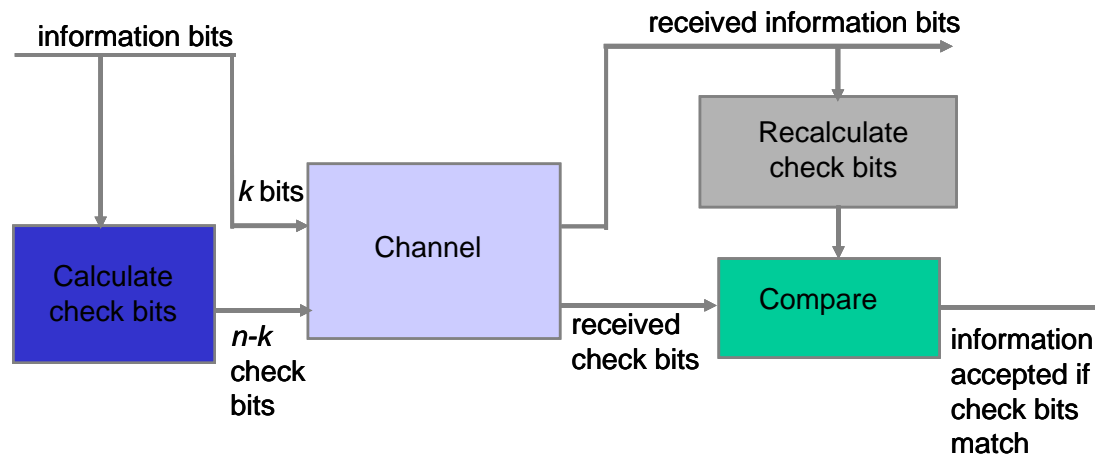 information bits
received information bits
Recalculate
check bits
k bits
Channel
Calculate
check bits
Compare
n-k
check
bits
received
check bits
information
accepted if
check bits
match